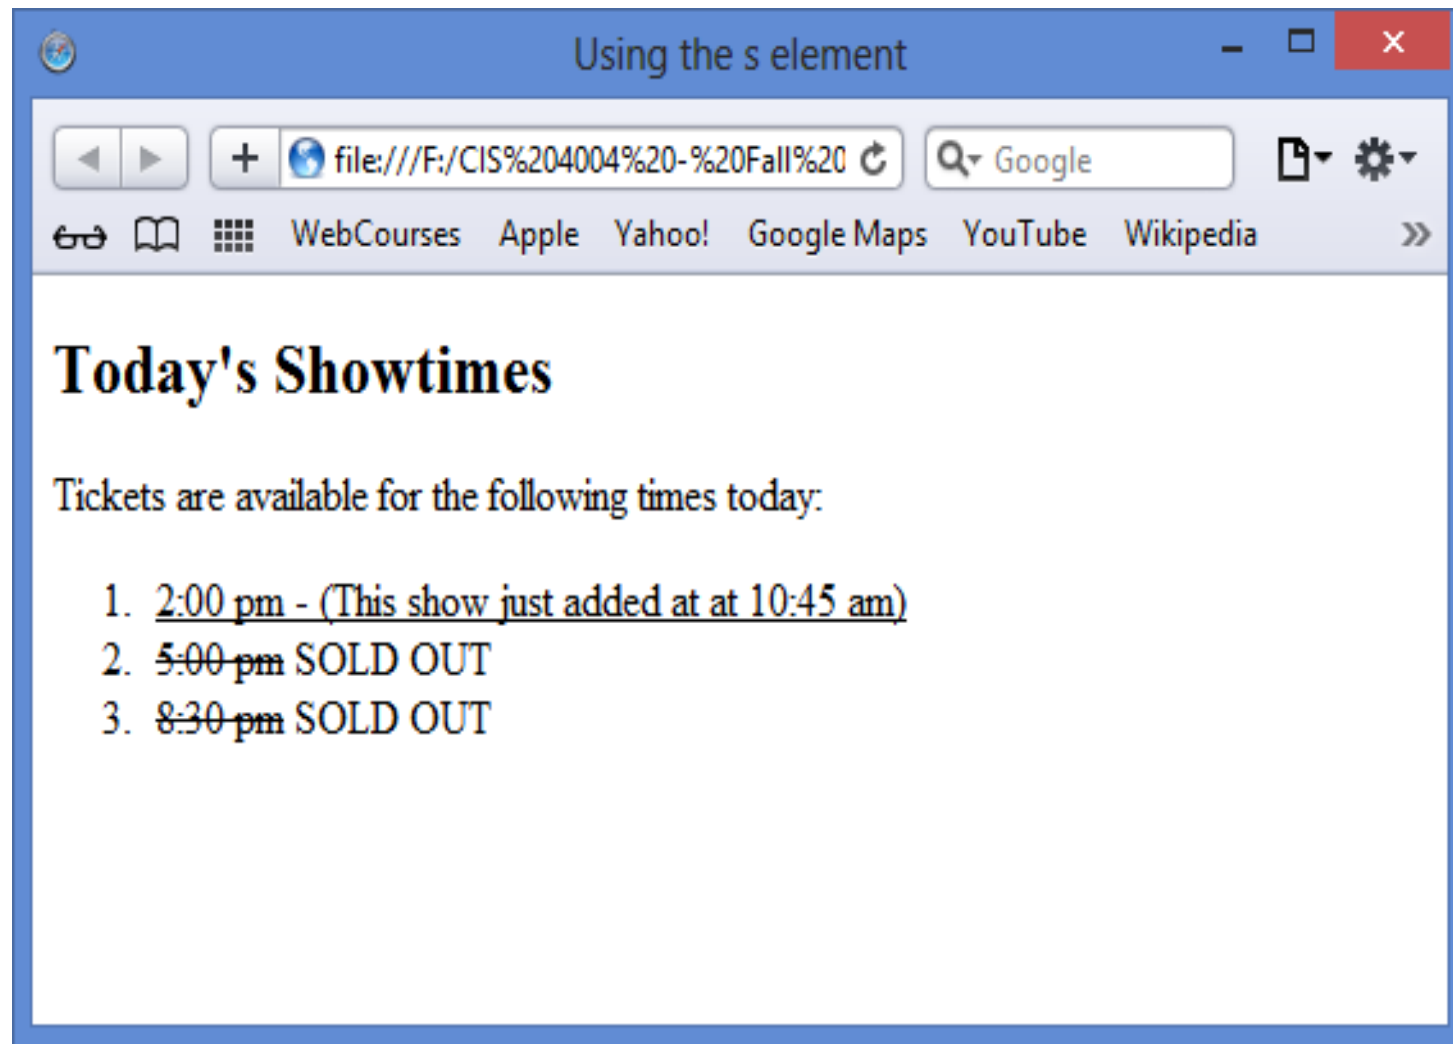 Using the s element
file:///F:/CIS%204004%20-%20Fall%20
Google
WebCourses Apple Yahoo! Google Maps YouTube Wikipedia
Today's Showtimes
Tickets are available for the following times today:
1. 2:00 pm - (This show just added at at 10:45 am)
2. 5:00 pm SOLD OUT
3. 8:30 pm SOLD OUT